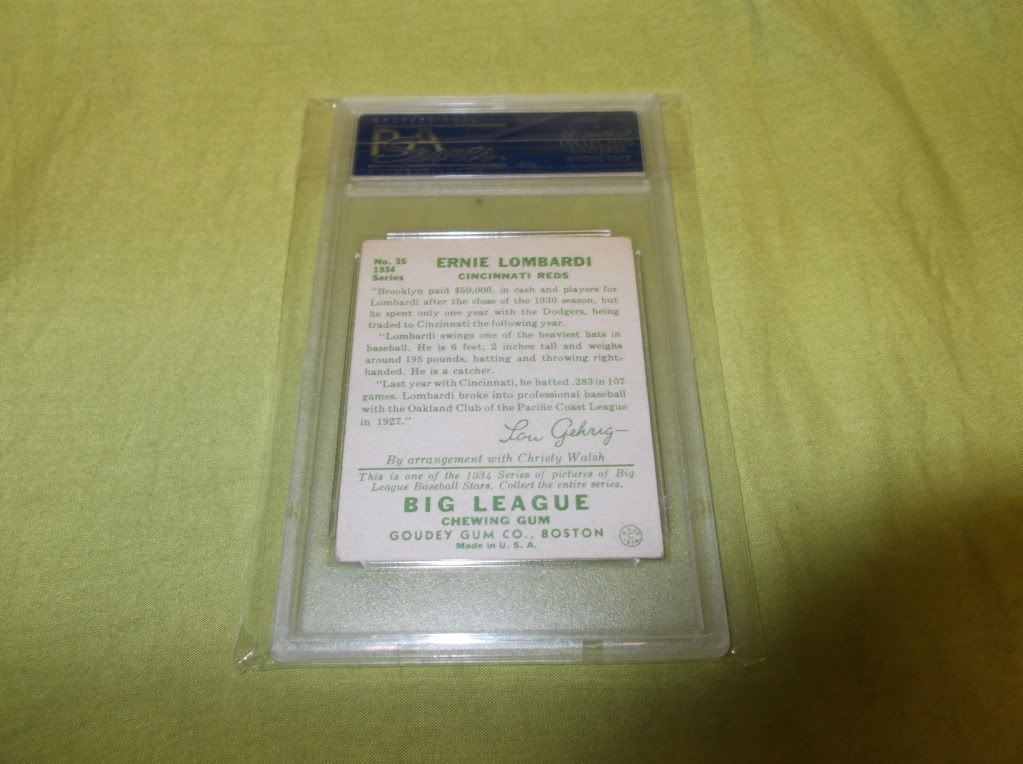 PSA
No. 35
1934
Series
ERNIE LOMBARDI
CINCINNATI REDS
"Brooklyn paid $50,000. in cash and players for
Lombardi after the close of the 1930 season, but
he spent only one year with the Dodgers, being
traded to Cincinnati the following year.
"Lombardi swings one of the heaviest bats in
baseball. He is 6 feet, 2 inches tall and weighs
around 195 pounds, batting and throwing right-
handed. He is a catcher.
"Last year with Cincinnati, he batted .283 in 107
games. Lombardi broke into professional baseball
with the Oakland Club of the Pacific Coast League
in 1927."
Lou Gehrig
By arrangement with Christy Walsh
This is one of the 1934 Series of pictures of Big
League Baseball Stars. Collect the entire series.
BIG LEAGUE
CHEWING GUM
GOUDEY GUM CO., BOSTON
Made in U. S. A.